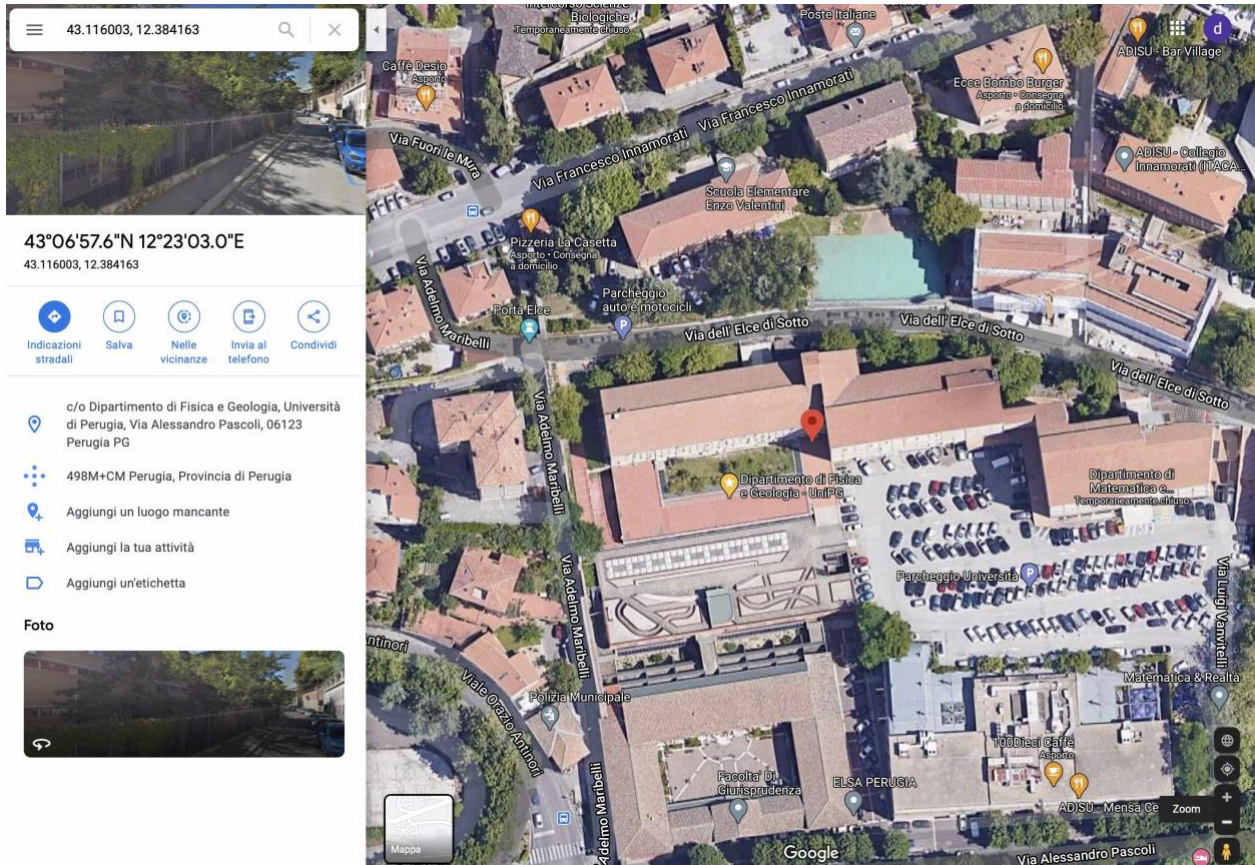 43.116003, 12.384163
43°06'57.6"N 12°23'03.0"E
43.116003, 12.384163
Indicazioni
stradali
Salva
Nelle
vicinanze
Invia al
telefono
Condividi
c/o Dipartimento di Fisica e Geologia, Università
di Perugia, Via Alessandro Pascoli, 06123
Perugia PG
498M+CM Perugia, Provincia di Perugia
Aggiungi un luogo mancante
Aggiungi la tua attività
Aggiungi un'etichetta
Foto
Biologiche
Temporaneamente chiuso
Poste Italiane
d
ADISU - Bar Village
Caffè Desio
Asporto
Ecce Bombo Burger
Asporto • Consegna
a domicilio
Via Fuori le Mura
Via Francesco Innamorati
Via Francesco Innamorati
ADISU - Collegio
Innamorati (ITACA...
Scuola Elementare
Enzo Valentini
Pizzeria La Casetta
Asporto • Consegna
a domicilio
Via Adelmo Maribelli
Parcheggio
auto e motocicli
P
Porta Elce
Via dell' Elce di Sotto
Via dell' Elce di Sotto
Via dell' Elce di Sotto
Via Adelmo Maribelli
Dipartimento di Fisica
e Geologia - UniPG
Dipartimento di
Matematica e...
Temporaneamente chiuso
Via Adelmo Maribelli
Parcheggio Università
P
Via Luigi Vanvitelli
Antinori
Viale Orazio Antinori
Polizia Municipale
Matematica & Realtà
100Dieci Caffè
Asporto
Facolta' Di
Giurisprudenza
ELSA PERUGIA
ADISU - Mensa Ce
Zoom
Adelmo Maribelli
Mappa
Google
Via Alessandro Pascoli